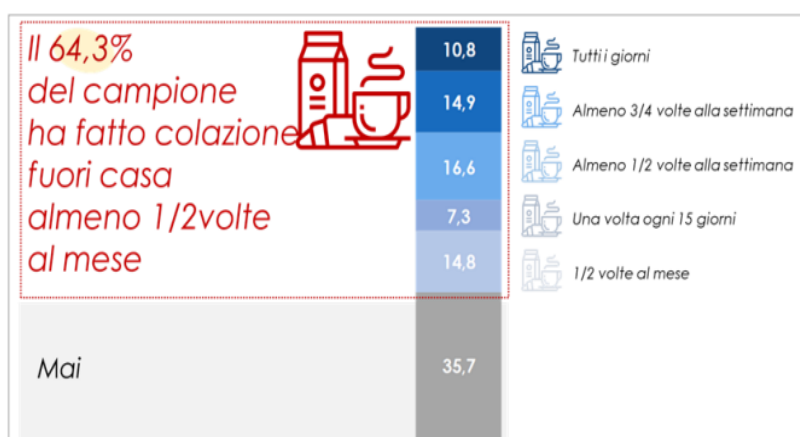 Il 64,3%
del campione
ha fatto colazione
fuori casa
almeno 1/2volte
al mese
10,8
Tutti i giorni
14,9
Almeno 3/4 volte alla settimana
16,6
Almeno 1/2 volte alla settimana
7,3
Una volta ogni 15 giorni
14,8
1/2 volte al mese
Mai
35,7